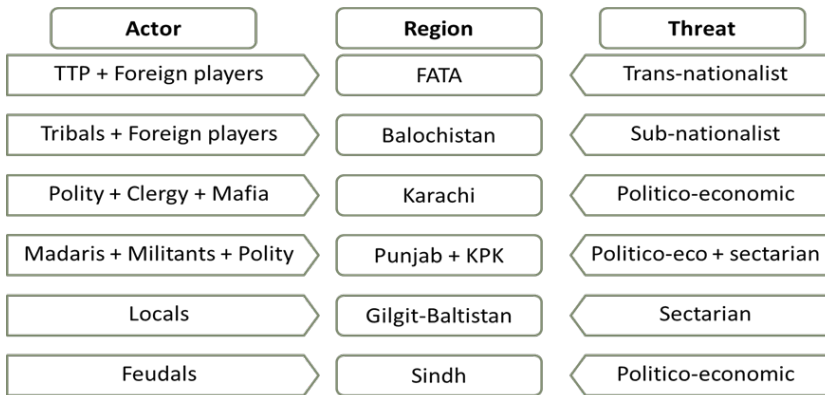 Actor Region Threat
TTP + Foreign players FATA Trans-nationalist
Tribals + Foreign players Balochistan Sub-nationalist
Polity + Clergy + Mafia Karachi Politico-economic
Madaris + Militants + Polity Punjab + KPK Politico-eco + sectarian
Locals Gilgit-Baltistan Sectarian
Feudals Sindh Politico-economic